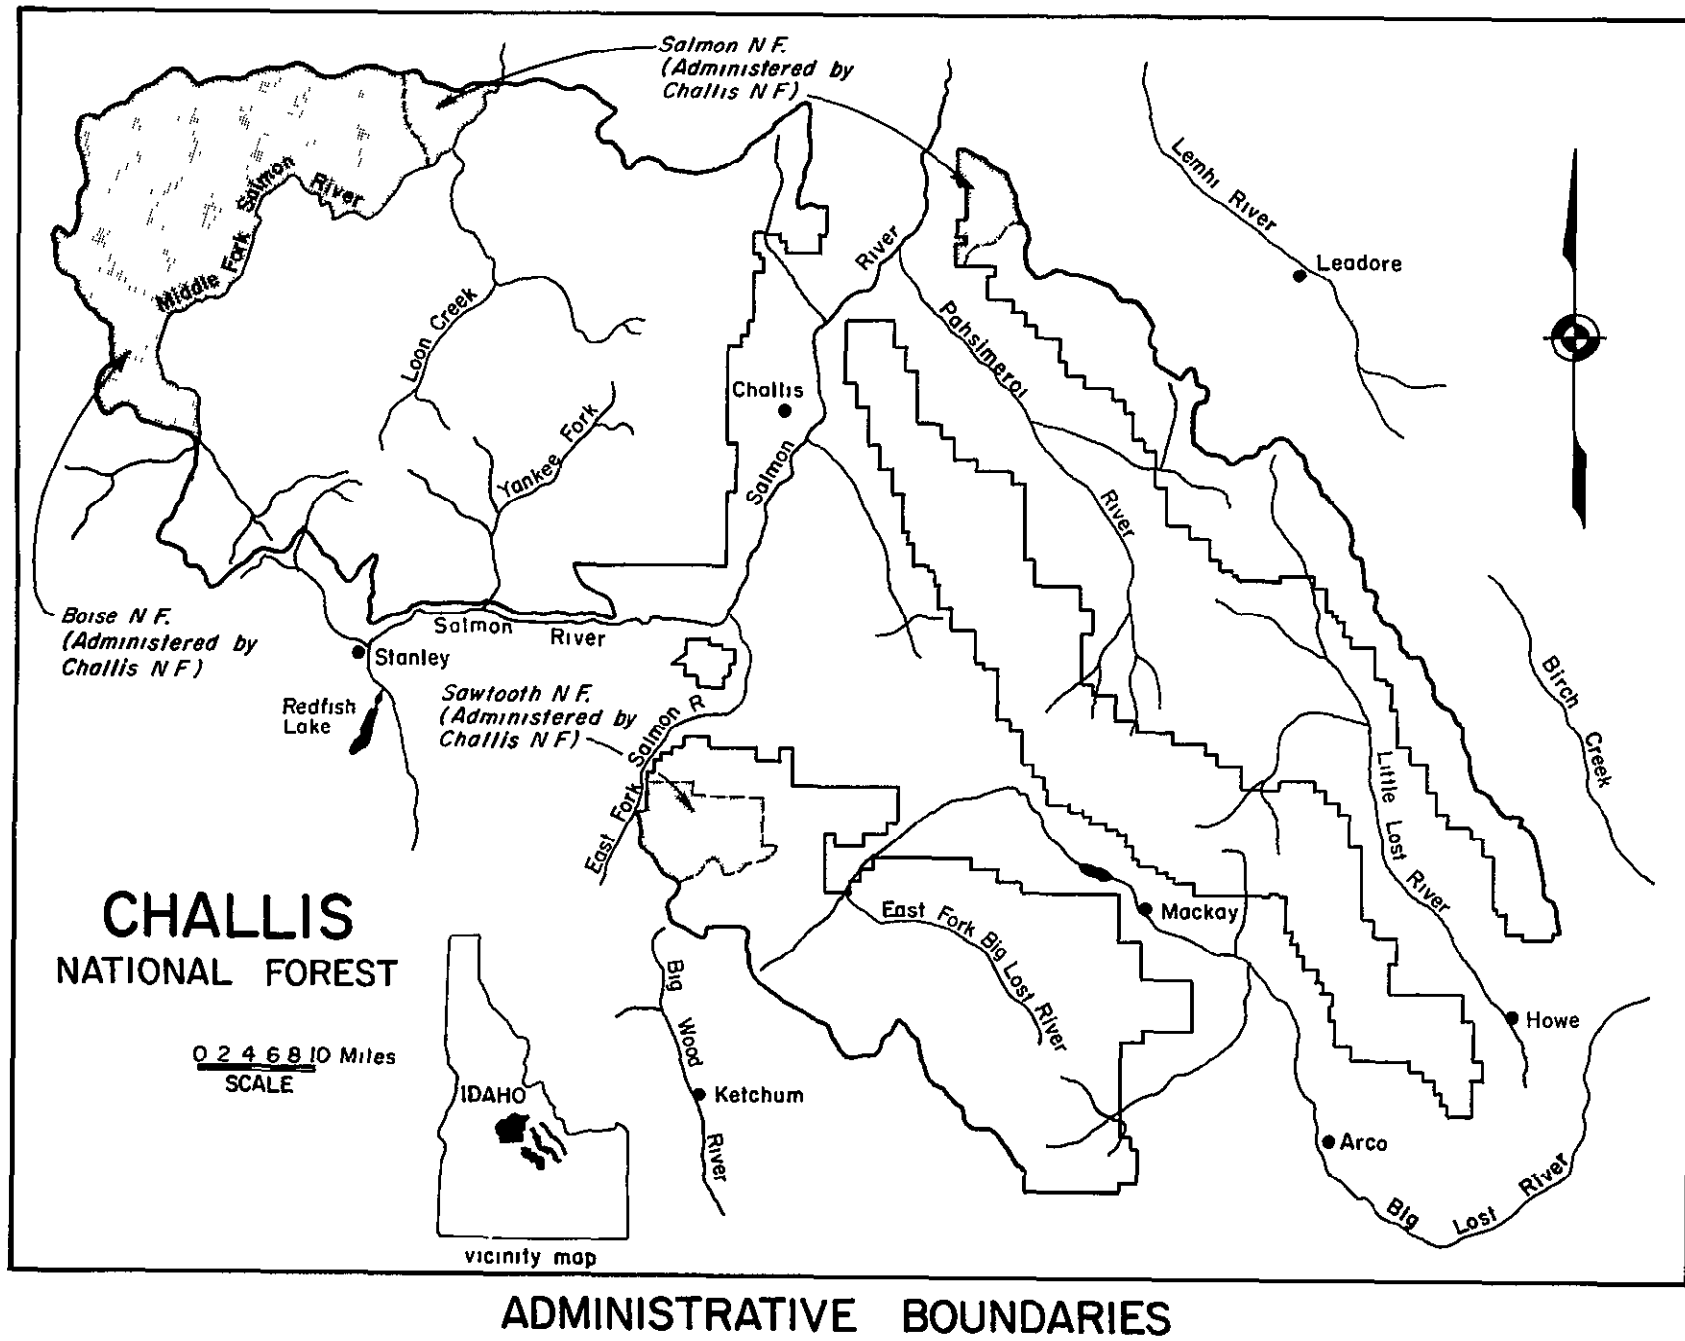 Salmon N F.
(Administered by
Challis N F)
Lemhi River
Leadore
Middle Fork Salmon River
River
Pahsimeroi
Loon Creek
Challis
Yankee Fork
Salmon
River
Boise N F.
(Administered by
Challis N F)
Salmon River
Stanley
Redfish
Lake
Sawtooth N F.
(Administered by
Challis N F)
East Fork Salmon R
Birch Creek
Little Lost River
CHALLIS
NATIONAL FOREST
Mackay
East Fork Big Lost River
Big Wood River
Howe
0 2 4 6 8 10 Miles
SCALE
IDAHO
Ketchum
Arco
Big Lost River
vicinity map
ADMINISTRATIVE BOUNDARIES